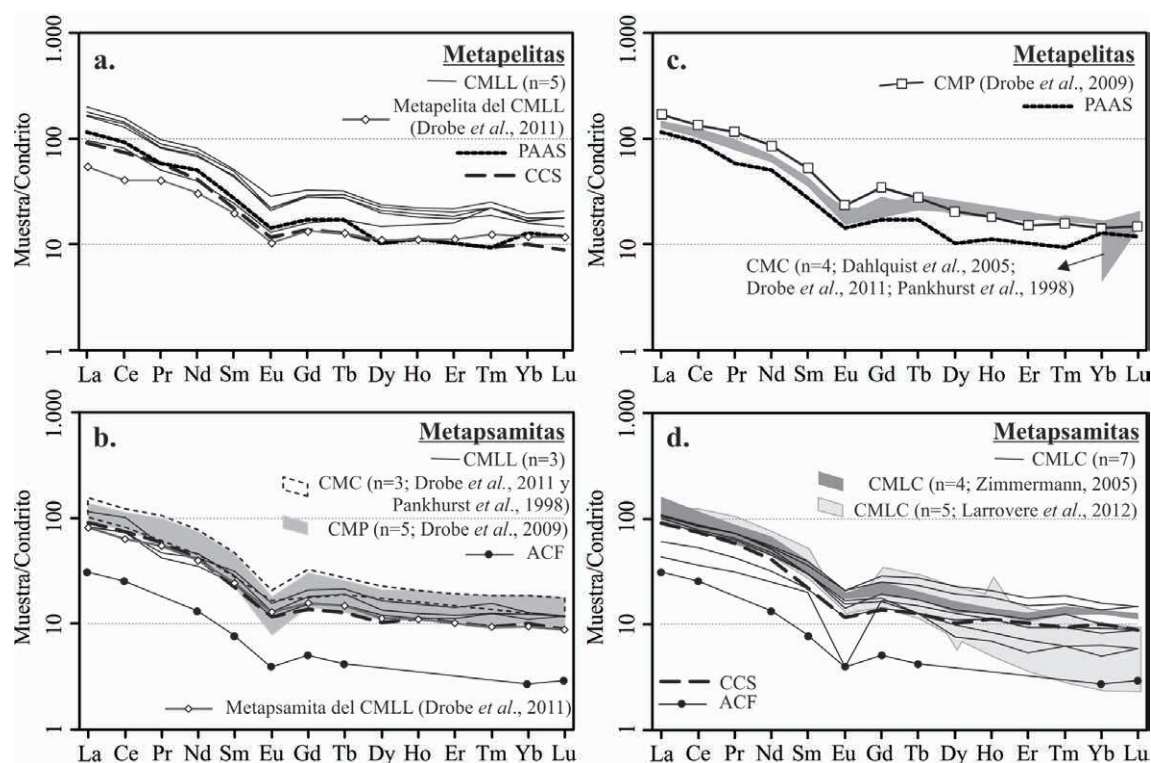 a.
Metapelitas
CMLL (n=5)
Metapelita del CMLL
(Drobe et al., 2011)
PAAS
CCS
Muestra/Condrito
1.000
100
10
1
La Ce Pr Nd Sm Eu Gd Tb Dy Ho Er Tm Yb Lu
c.
Metapelitas
CMP (Drobe et al., 2009)
PAAS
CMC (n=4; Dahlquist et al., 2005;
Drobe et al., 2011; Pankhurst et al., 1998)
Muestra/Condrito
1.000
100
10
1
La Ce Pr Nd Sm Eu Gd Tb Dy Ho Er Tm Yb Lu
b.
Metapsamitas
CMLL (n=3)
CMC (n=3; Drobe et al., 2011 y
Pankhurst et al., 1998)
CMP (n=5; Drobe et al., 2009)
ACF
Metapsamita del CMLL (Drobe et al., 2011)
Muestra/Condrito
1.000
100
10
1
La Ce Pr Nd Sm Eu Gd Tb Dy Ho Er Tm Yb Lu
d.
Metapsamitas
CMLC (n=7)
CMLC (n=4; Zimmermann, 2005)
CMLC (n=5; Larrovere et al., 2012)
CCS
ACF
Muestra/Condrito
1.000
100
10
1
La Ce Pr Nd Sm Eu Gd Tb Dy Ho Er Tm Yb Lu